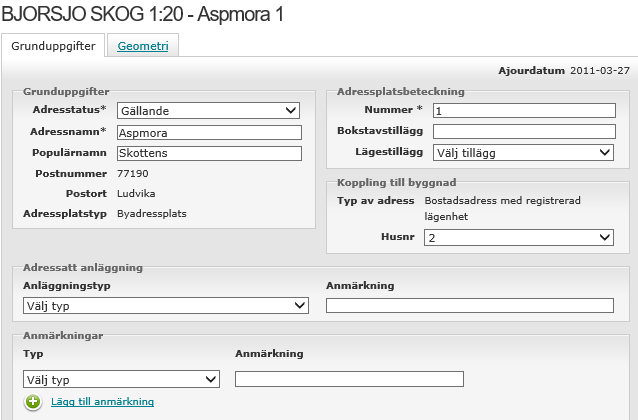 BJORSJO SKOG 1:20 - Aspmora 1
Grunduppgifter
Geometri
Ajourdatum 2011-03-27
Grunduppgifter
Adresstatus* Gällande
Adressnamn* Aspmora
Populärnamn Skottens
Postnummer 77190
Postort Ludvika
Adressplatstyp Byadressplats
Adressplatsbeteckning
Nummer * 1
Bokstavstillägg
Lägestillägg Välj tillägg
Koppling till byggnad
Typ av adress Bostadsadress med registrerad
lägenhet
Husnr 2
Adressatt anläggning
Anläggningstyp Anmärkning
Välj typ
Anmärkningar
Typ Anmärkning
Välj typ
Lägg till anmärkning